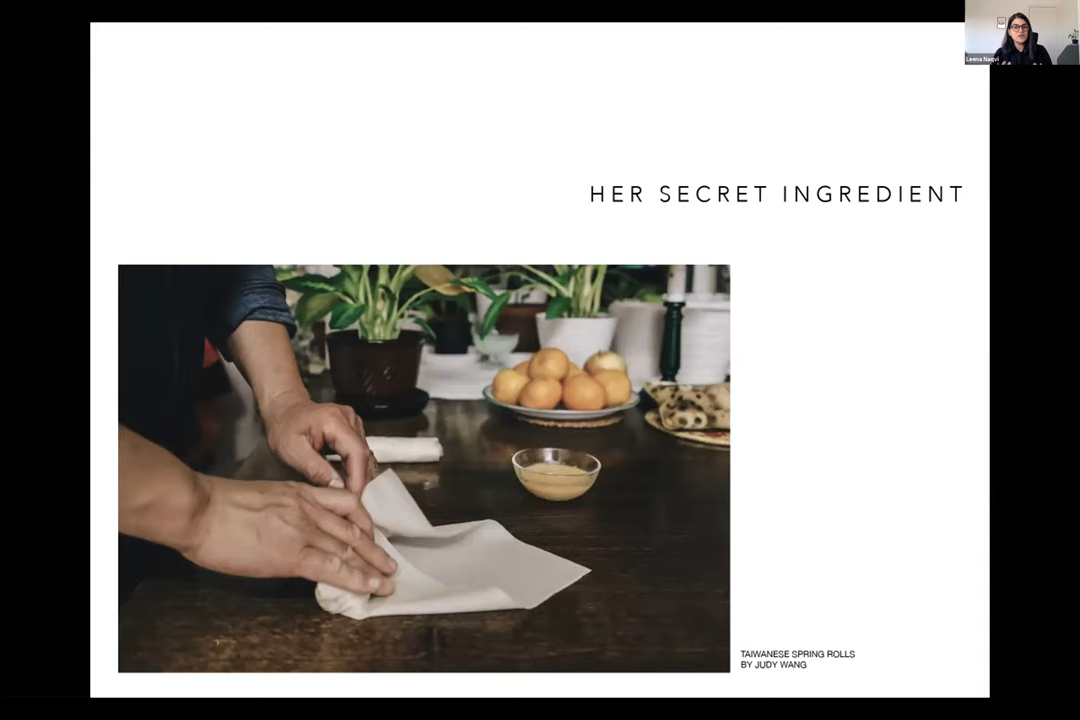 Leena Naqvi
HER SECRET INGREDIENT
TAIWANESE SPRING ROLLS
BY JUDY WANG